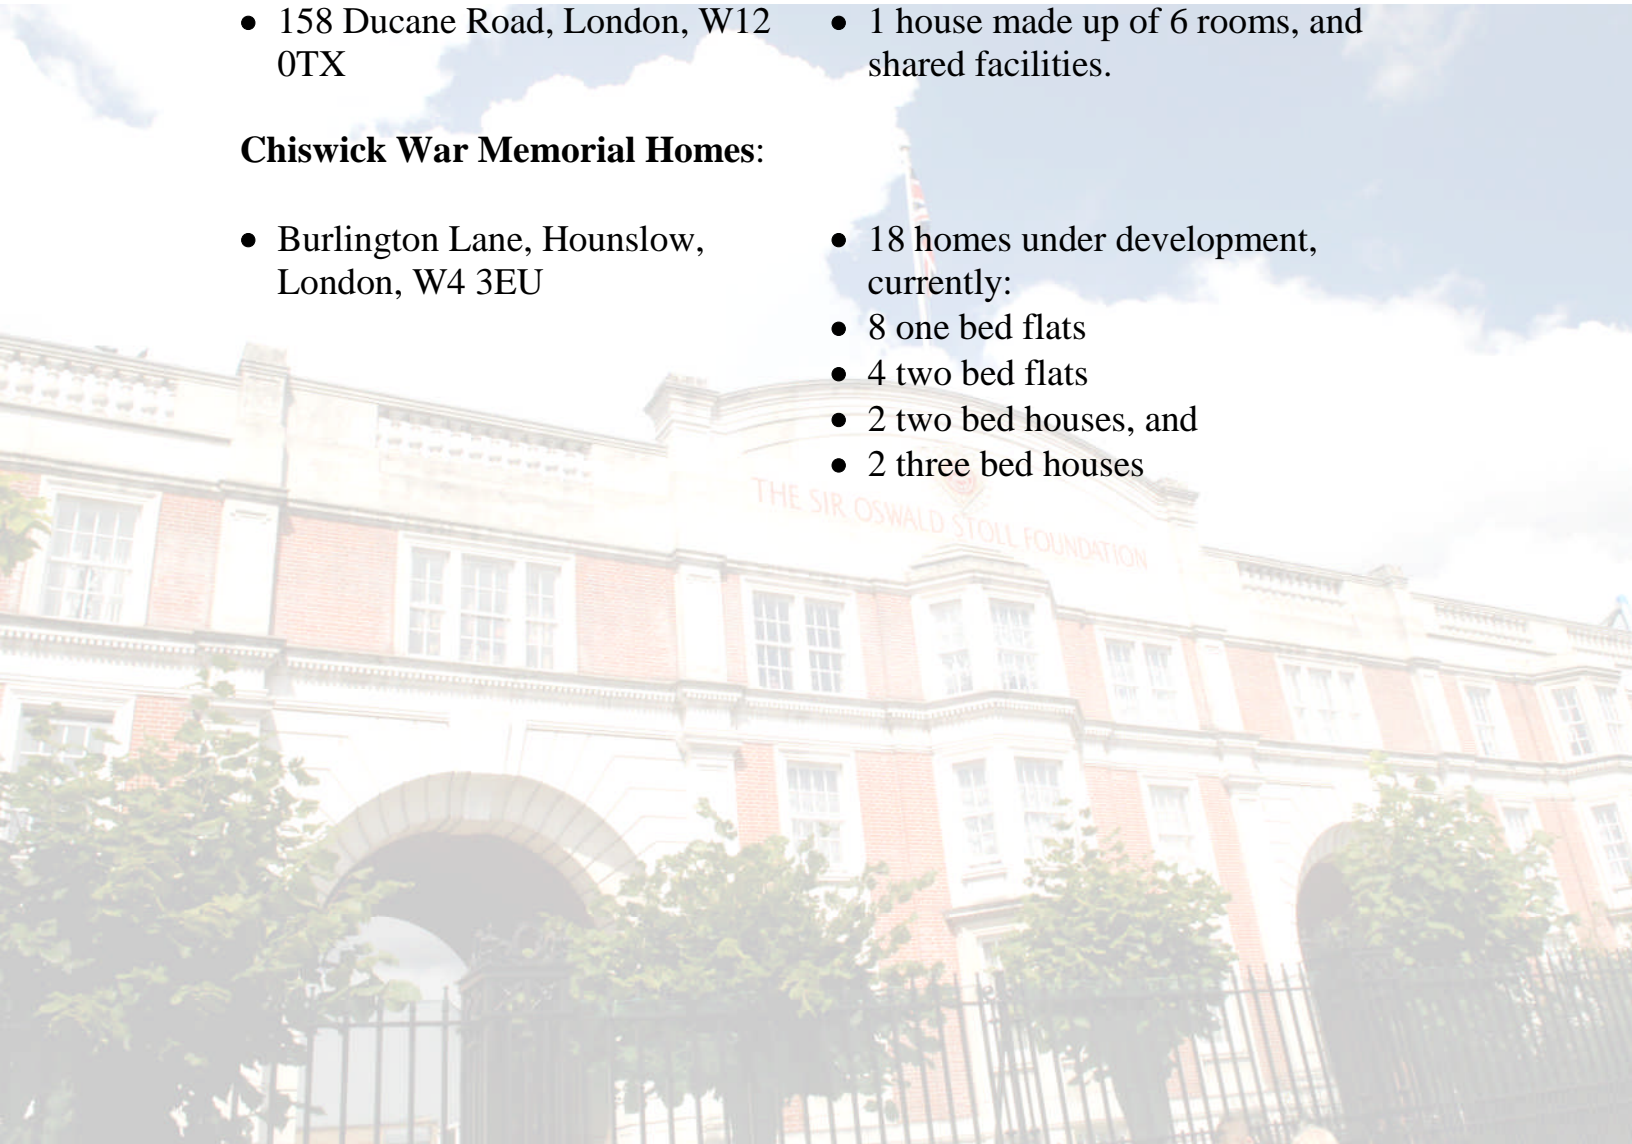 • 158 Ducane Road, London, W12
0TX
• 1 house made up of 6 rooms, and
shared facilities.
Chiswick War Memorial Homes:
• Burlington Lane, Hounslow,
London, W4 3EU
• 18 homes under development,
currently:
• 8 one bed flats
• 4 two bed flats
• 2 two bed houses, and
• 2 three bed houses
THE SIR OSWALD STOLL FOUNDATION